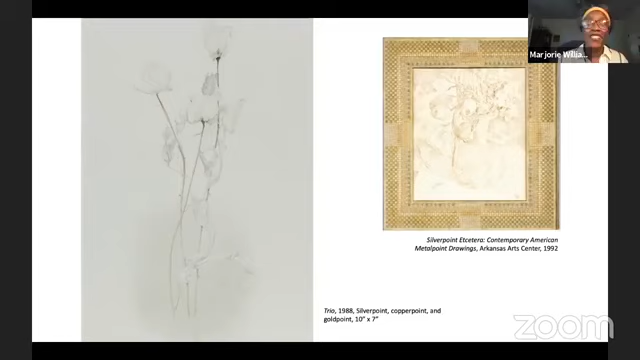 Marjorie Willia...
Silverpoint Etcetera: Contemporary American
Metalpoint Drawings, Arkansas Arts Center, 1992
Trio, 1988, Silverpoint, copperpoint, and
goldpoint, 10" x 7"
zoom